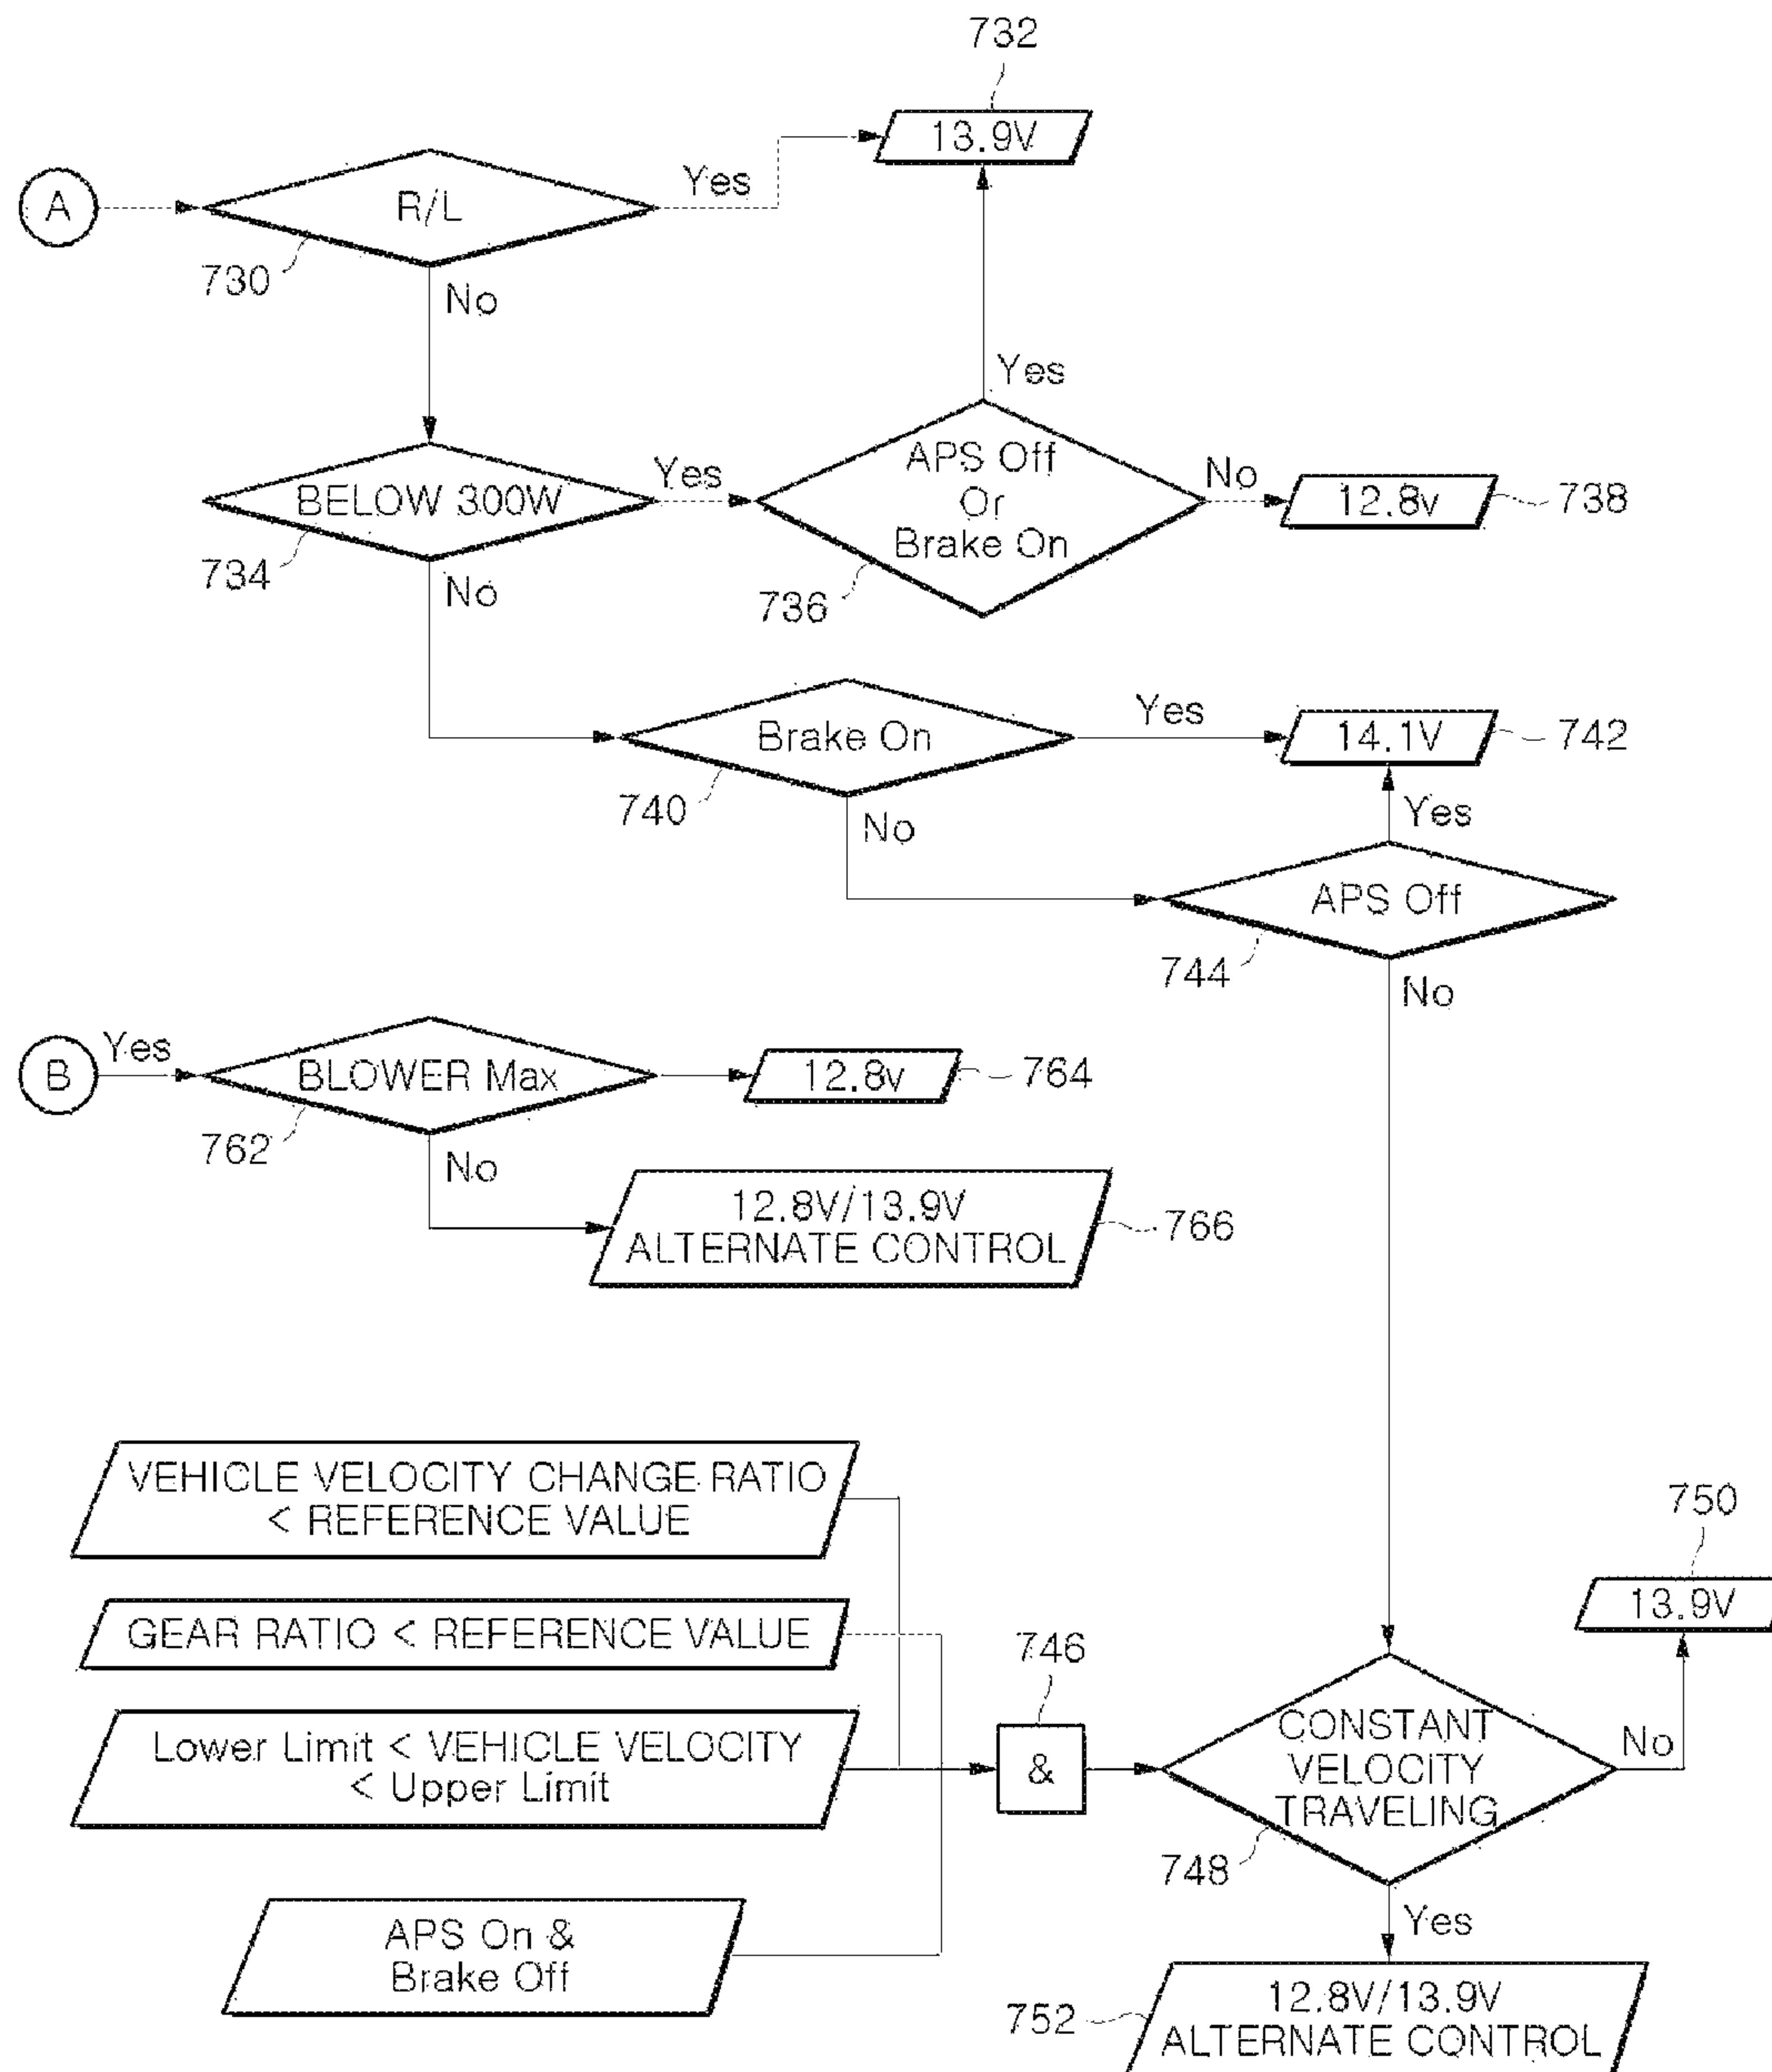 732
13.9V
A
R/L
Yes
730
No
Yes
BELOW 300W
Yes
APS Off
Or
Brake On
No
12.8v
738
734
No
736
Brake On
Yes
14.1V
742
740
No
Yes
APS Off
744
No
B
Yes
BLOWER Max
12.8v
764
762
No
12.8V/13.9V
ALTERNATE CONTROL
766
VEHICLE VELOCITY CHANGE RATIO
< REFERENCE VALUE
750
13.9V
GEAR RATIO < REFERENCE VALUE
746
Lower Limit < VEHICLE VELOCITY
< Upper Limit
&
CONSTANT
VELOCITY
TRAVELING
No
748
Yes
APS On &
Brake Off
752
12.8V/13.9V
ALTERNATE CONTROL